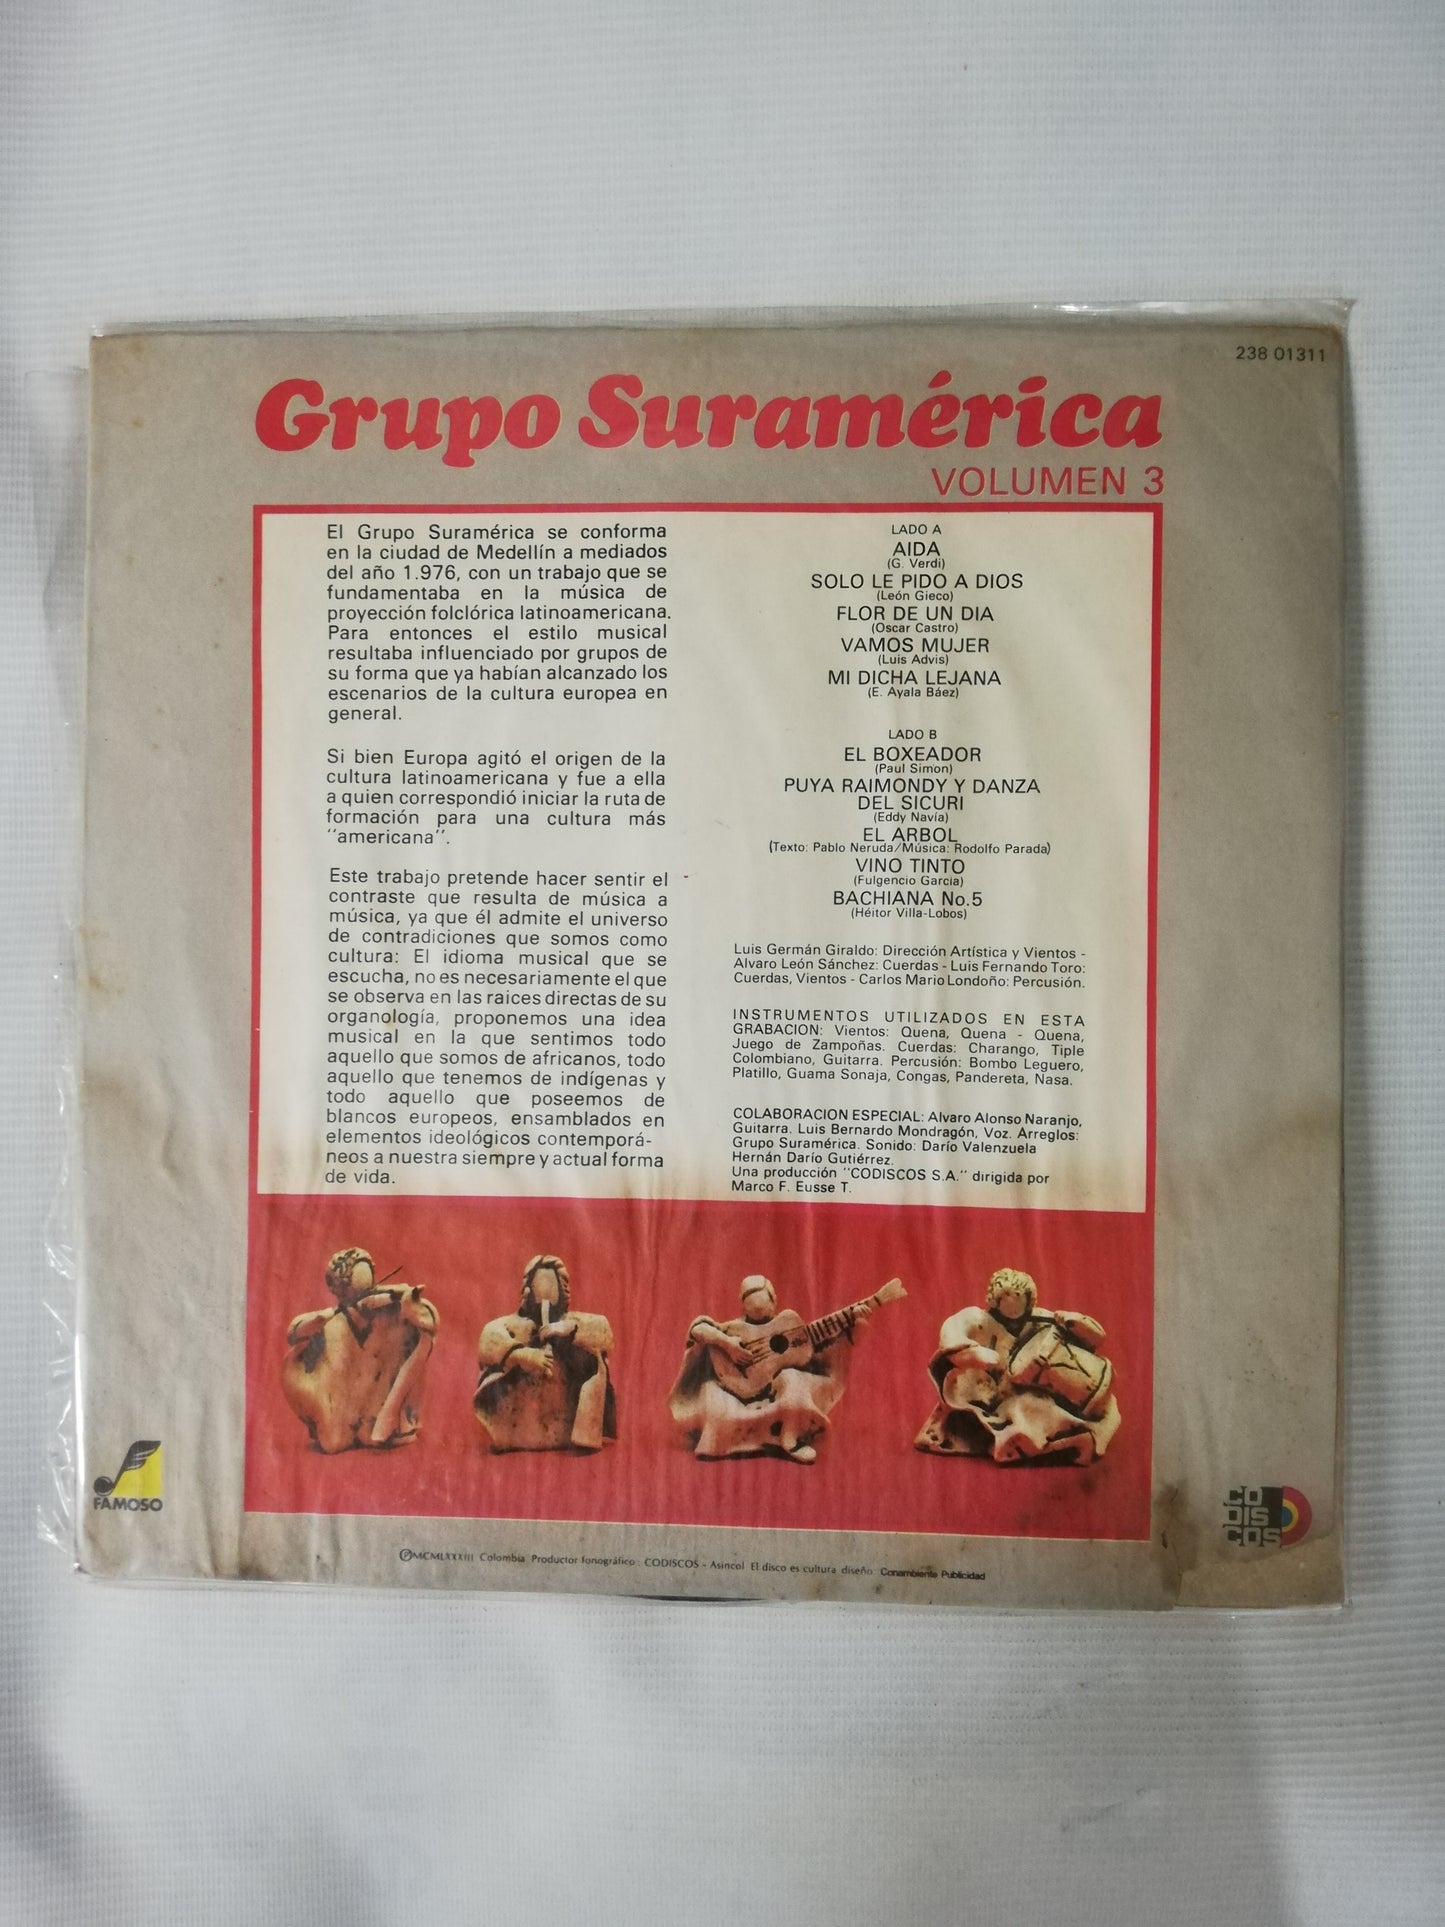 238 01311
Grupo Suramérica
VOLUMEN 3
El Grupo Suramérica se conforma
en la ciudad de Medellín a mediados
del año 1.976, con un trabajo que se
fundamentaba en la música de
proyección folclórica latinoamericana.
Para entonces el estilo musical
resultaba influenciado por grupos de
su forma que ya habían alcanzado los
escenarios de la cultura europea en
general.
Si bien Europa agitó el origen de la
cultura latinoamericana y fue a ella
a quien correspondió iniciar la ruta de
formación para una cultura más
"americana".
Este trabajo pretende hacer sentir el
contraste que resulta de música a
música, ya que él admite el universo
de contradiciones que somos como
cultura: El idioma musical que se
escucha, no es necesariamente el que
se observa en las raices directas de su
organología, proponemos una idea
musical en la que sentimos todo
aquello que somos de africanos, todo
aquello que tenemos de indígenas y
todo aquello que poseemos de
blancos europeos, ensamblados en
elementos ideológicos contemporá-
neos a nuestra siempre y actual forma
de vida.
LADO A
AIDA
(G. Verdi)
SOLO LE PIDO A DIOS
(León Gieco)
FLOR DE UN DIA
(Oscar Castro)
VAMOS MUJER
(Luis Advis)
MI DICHA LEJANA
(E. Ayala Báez)
LADO B
EL BOXEADOR
(Paul Simon)
PUYA RAIMONDY Y DANZA
DEL SICURI
(Eddy Navía)
EL ARBOL
(Texto: Pablo Neruda/Música: Rodolfo Parada)
VINO TINTO
(Fulgencio Garcia)
BACHIANA No.5
(Héitor Villa-Lobos)
Luis Germán Giraldo: Dirección Artística y Vientos -
Alvaro León Sánchez: Cuerdas - Luis Fernando Toro:
Cuerdas, Vientos - Carlos Mario Londoño: Percusión.
INSTRUMENTOS UTILIZADOS EN ESTA
GRABACION: Vientos: Quena, Quena - Quena,
Juego de Zampoñas. Cuerdas: Charango, Tiple
Colombiano, Guitarra. Percusión: Bombo Leguero,
Platillo, Guama Sonaja, Congas, Pandereta, Nasa.
COLABORACION ESPECIAL: Alvaro Alonso Naranjo,
Guitarra. Luis Bernardo Mondragón, Voz. Arreglos:
Grupo Suramérica. Sonido: Darío Valenzuela
Hernán Darío Gutiérrez.
Una producción "CODISCOS S.A." dirigida por
Marco F. Eusse T.
FAMOSO
CO
DIS
COS
℗MCMLXXXIII Colombia Productor fonográfico: CODISCOS - Asincol El disco es cultura diseño: Conambiente Publicidad